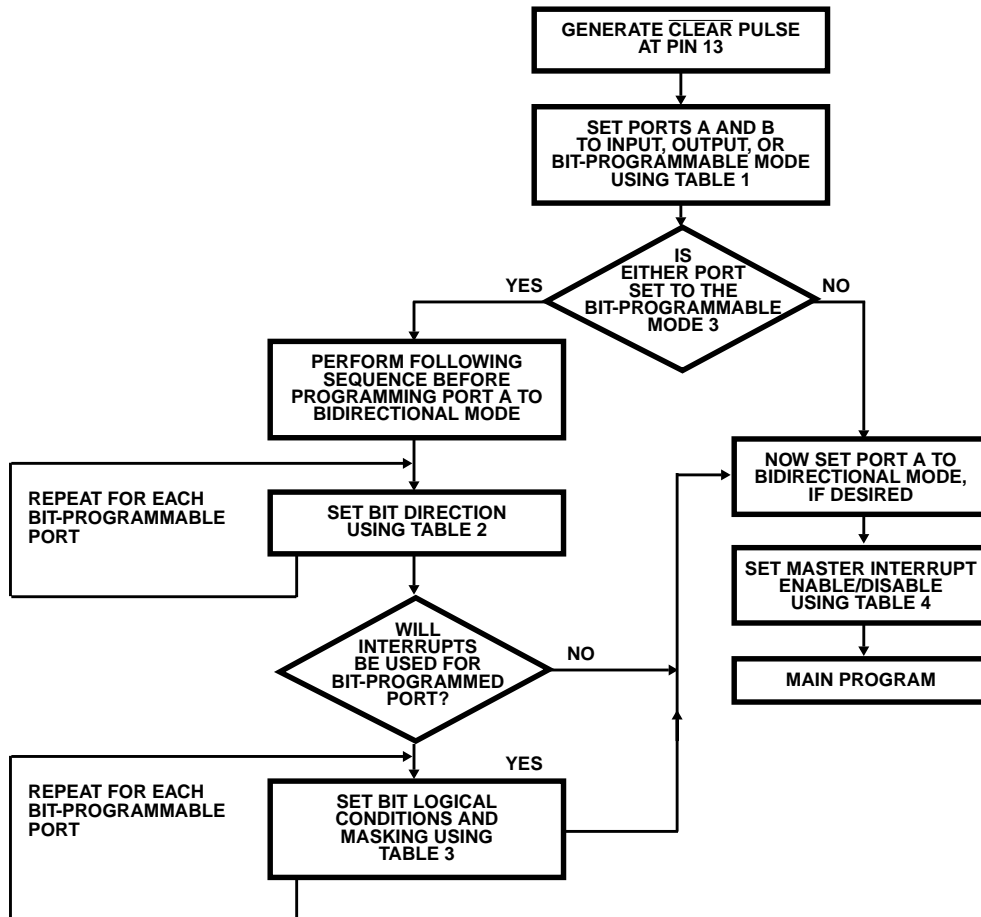 GENERATE CLEAR PULSE
AT PIN 13
SET PORTS A AND B
TO INPUT, OUTPUT, OR
BIT-PROGRAMMABLE MODE
USING TABLE 1
IS
EITHER PORT
SET TO THE
BIT-PROGRAMMABLE
MODE 3
YES
NO
PERFORM FOLLOWING
SEQUENCE BEFORE
PROGRAMMING PORT A TO
BIDIRECTIONAL MODE
REPEAT FOR EACH
BIT-PROGRAMMABLE
PORT
SET BIT DIRECTION
USING TABLE 2
WILL
INTERRUPTS
BE USED FOR
BIT-PROGRAMMED
PORT?
NO
YES
REPEAT FOR EACH
BIT-PROGRAMMABLE
PORT
SET BIT LOGICAL
CONDITIONS AND
MASKING USING
TABLE 3
NOW SET PORT A TO
BIDIRECTIONAL MODE,
IF DESIRED
SET MASTER INTERRUPT
ENABLE/DISABLE
USING TABLE 4
MAIN PROGRAM